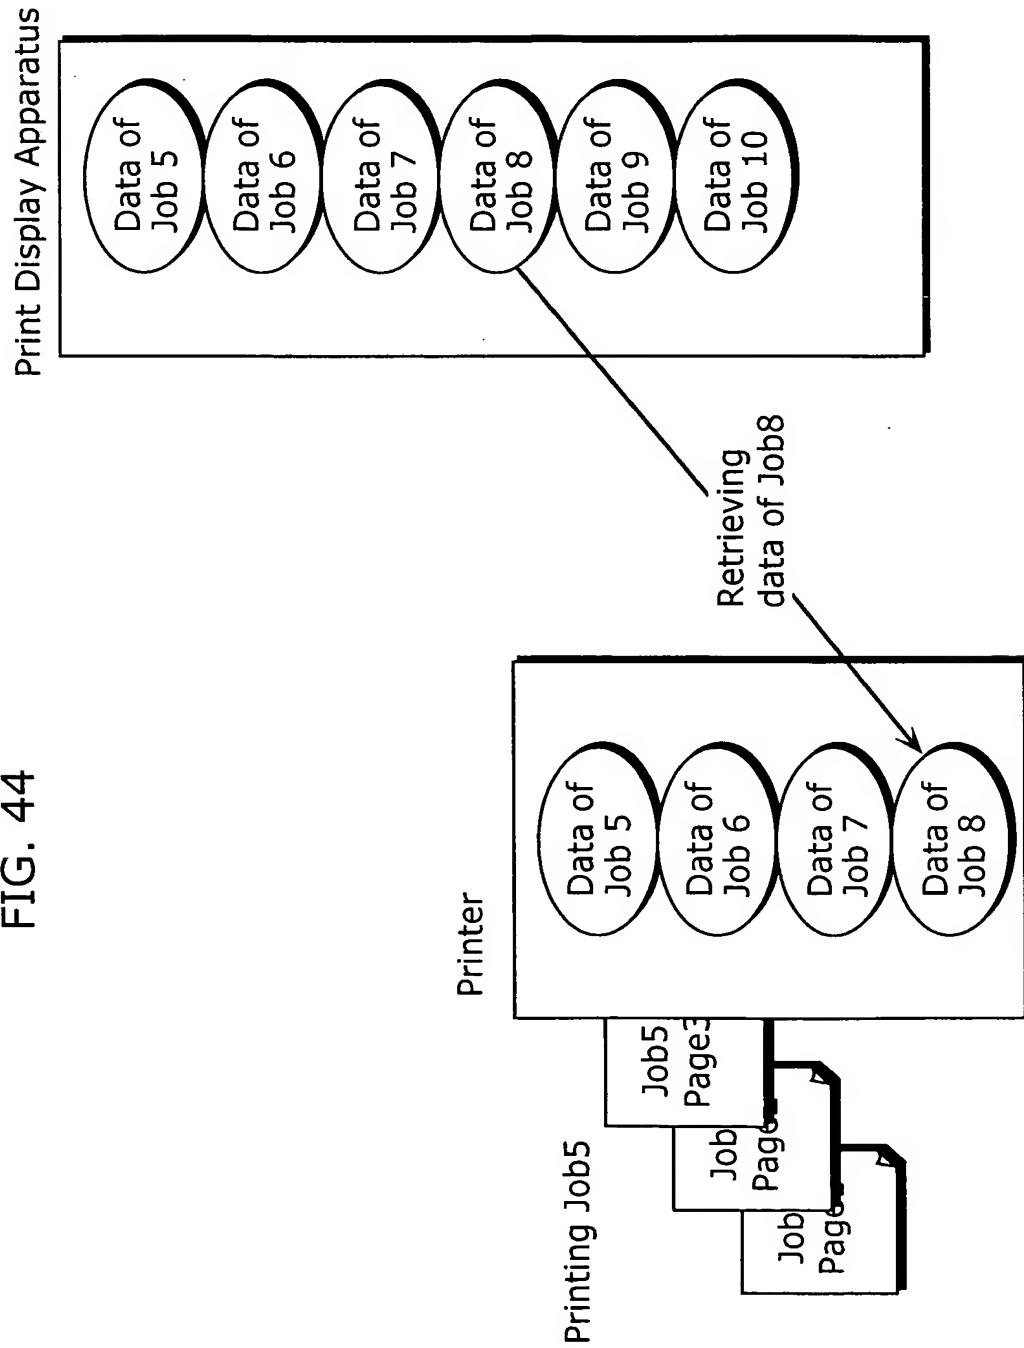 FIG. 44
Print Display Apparatus
Data of
Job 5
Data of
Job 6
Data of
Job 7
Data of
Job 8
Data of
Job 9
Data of
Job 10
Retrieving
data of Job8
Printer
Data of
Job 5
Data of
Job 6
Data of
Job 7
Data of
Job 8
Printing Job5
Job5
Page3
Job
Page
Job
Page